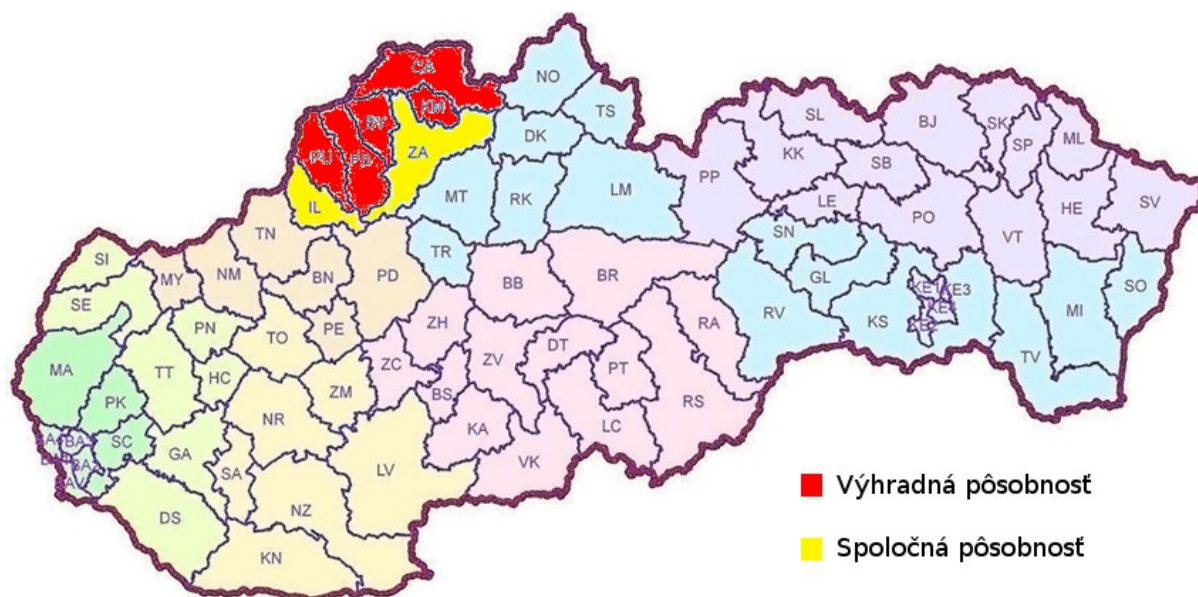 CA
NO
KM
TS
BY
SL
BJ
SK
ML
DK
SP
PU
PB
ZA
KK
SB
PP
LM
IL
MT
RK
LE
PO
HE
SV
VT
SN
TN
TR
SI
BN
PD
BB
BR
GL
SO
MY
NM
KE1
KE3
SE
RV
KS
MI
PN
TO
PE
ZH
RA
DT
TV
MA
TT
HC
ZC
ZV
PT
ZM
BS
RS
PK
NR
KA
LC
SC
GA
SA
LV
VK
DS
NZ
KN
Výhradná pôsobnosť
Spoločná pôsobnosť